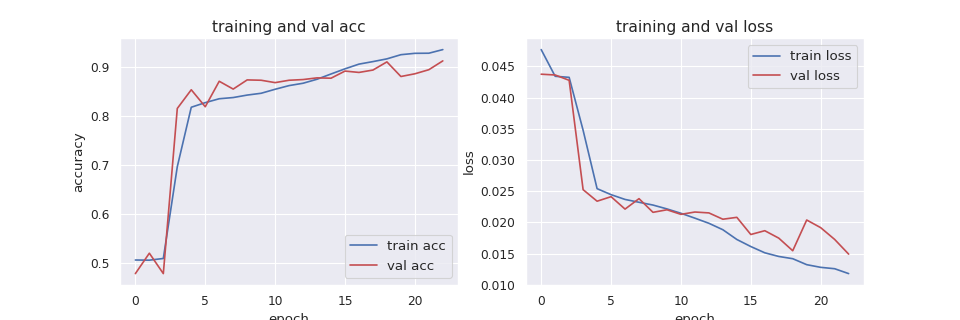 training and val acc
accuracy
0.9
0.8
0.7
0.6
0.5
train acc
val acc
0 5 10 15 20
epoch
training and val loss
loss
0.045
0.040
0.035
0.030
0.025
0.020
0.015
0.010
train loss
val loss
0 5 10 15 20
epoch